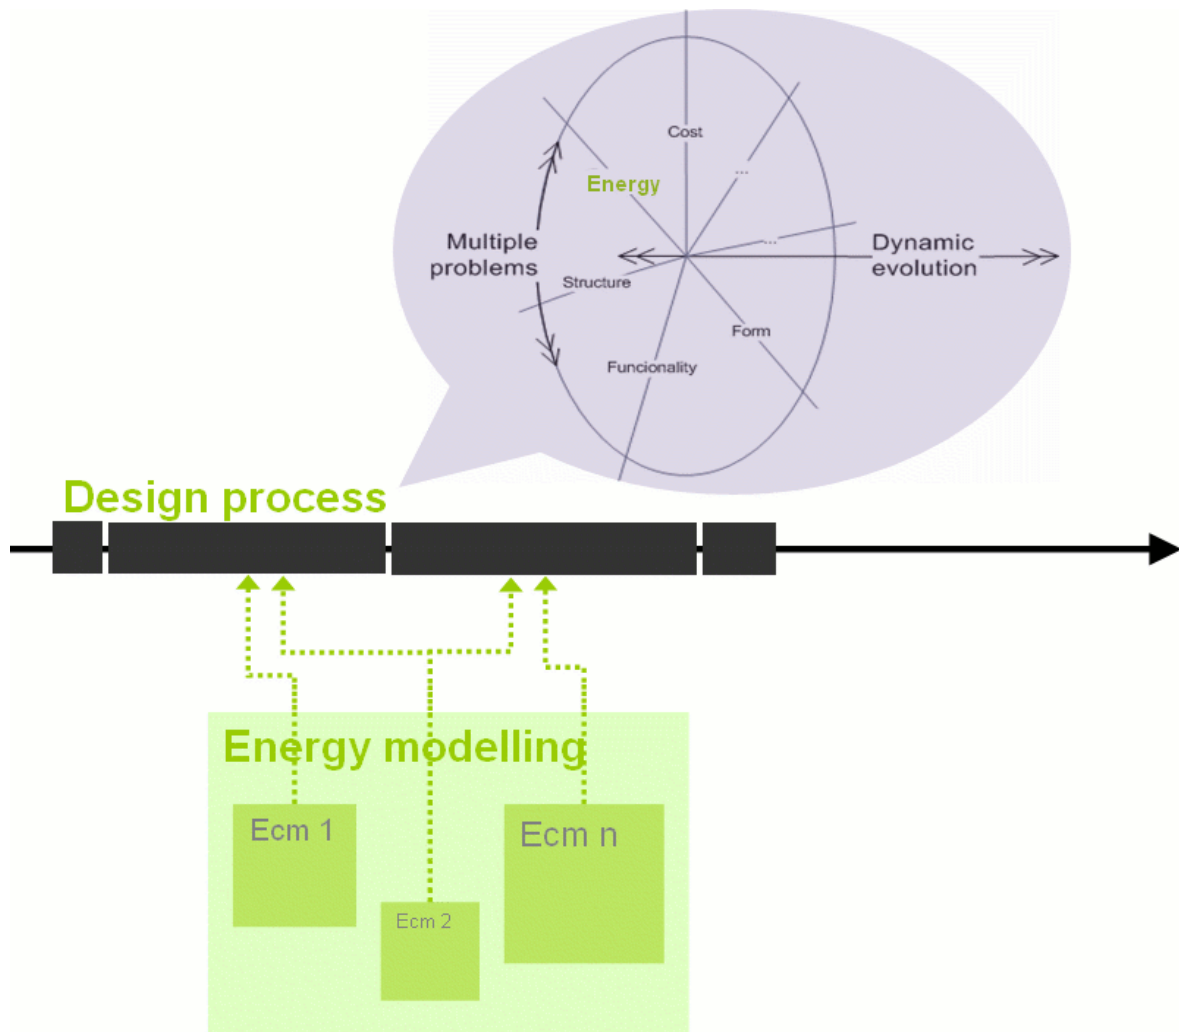 Cost
...
Energy
Multiple
problems
...
Dynamic
evolution
Structure
Form
Funcionality
Design process
Energy modelling
Ecm 1
Ecm n
Ecm 2